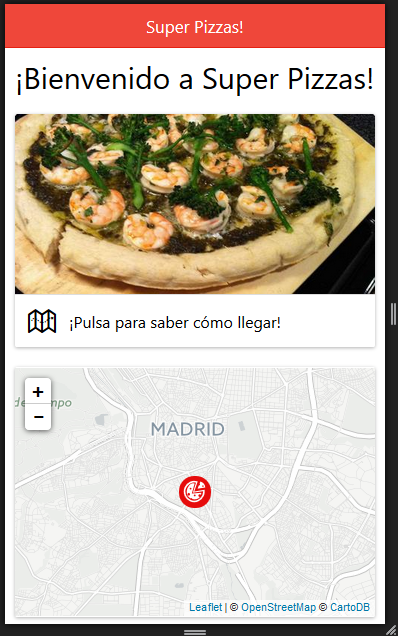 Super Pizzas!
¡Bienvenido a Super Pizzas!
¡Pulsa para saber cómo llegar!
+
−
MADRID
Leaflet | © OpenStreetMap © CartoDB